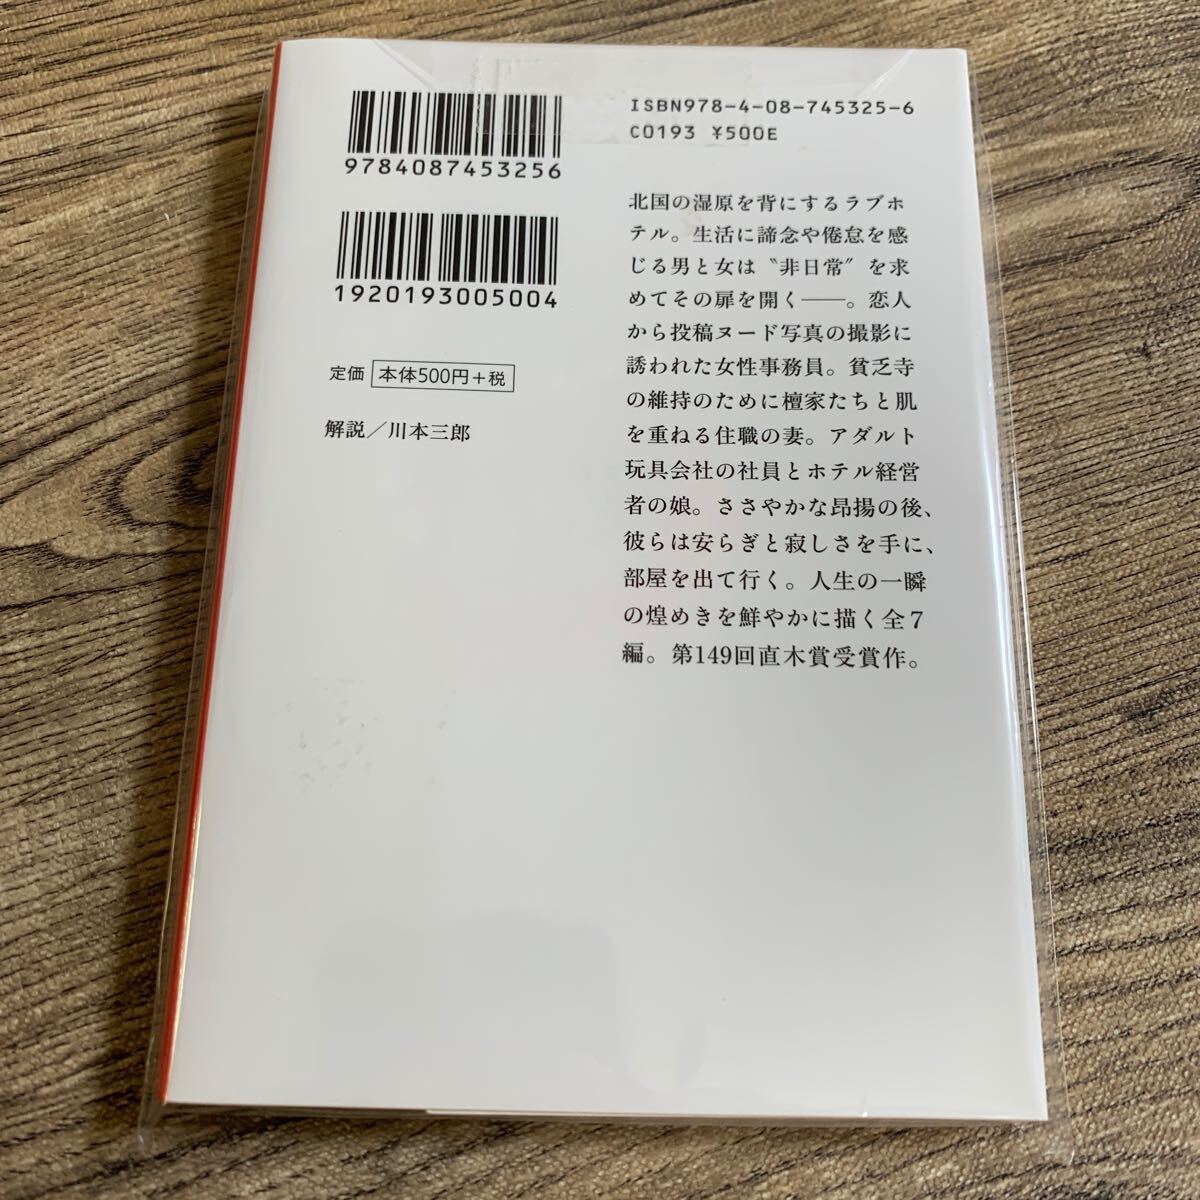 9784087453256
1920193005004
定価 本体500円+税
解説／川本三郎
ISBN978-4-08-745325-6
C0193 ¥500E
北国の湿原を背にするラブホ
テル。生活に諦念や倦怠を感
じる男と女は〝非日常〟を求
めてその扉を開く――。恋人
から投稿ヌード写真の撮影に
誘われた女性事務員。貧乏寺
の維持のために檀家たちと肌
を重ねる住職の妻。アダルト
玩具会社の社員とホテル経営
者の娘。ささやかな昂揚の後、
彼らは安らぎと寂しさを手に、
部屋を出て行く。人生の一瞬
の煌めきを鮮やかに描く全７
編。第149回直木賞受賞作。